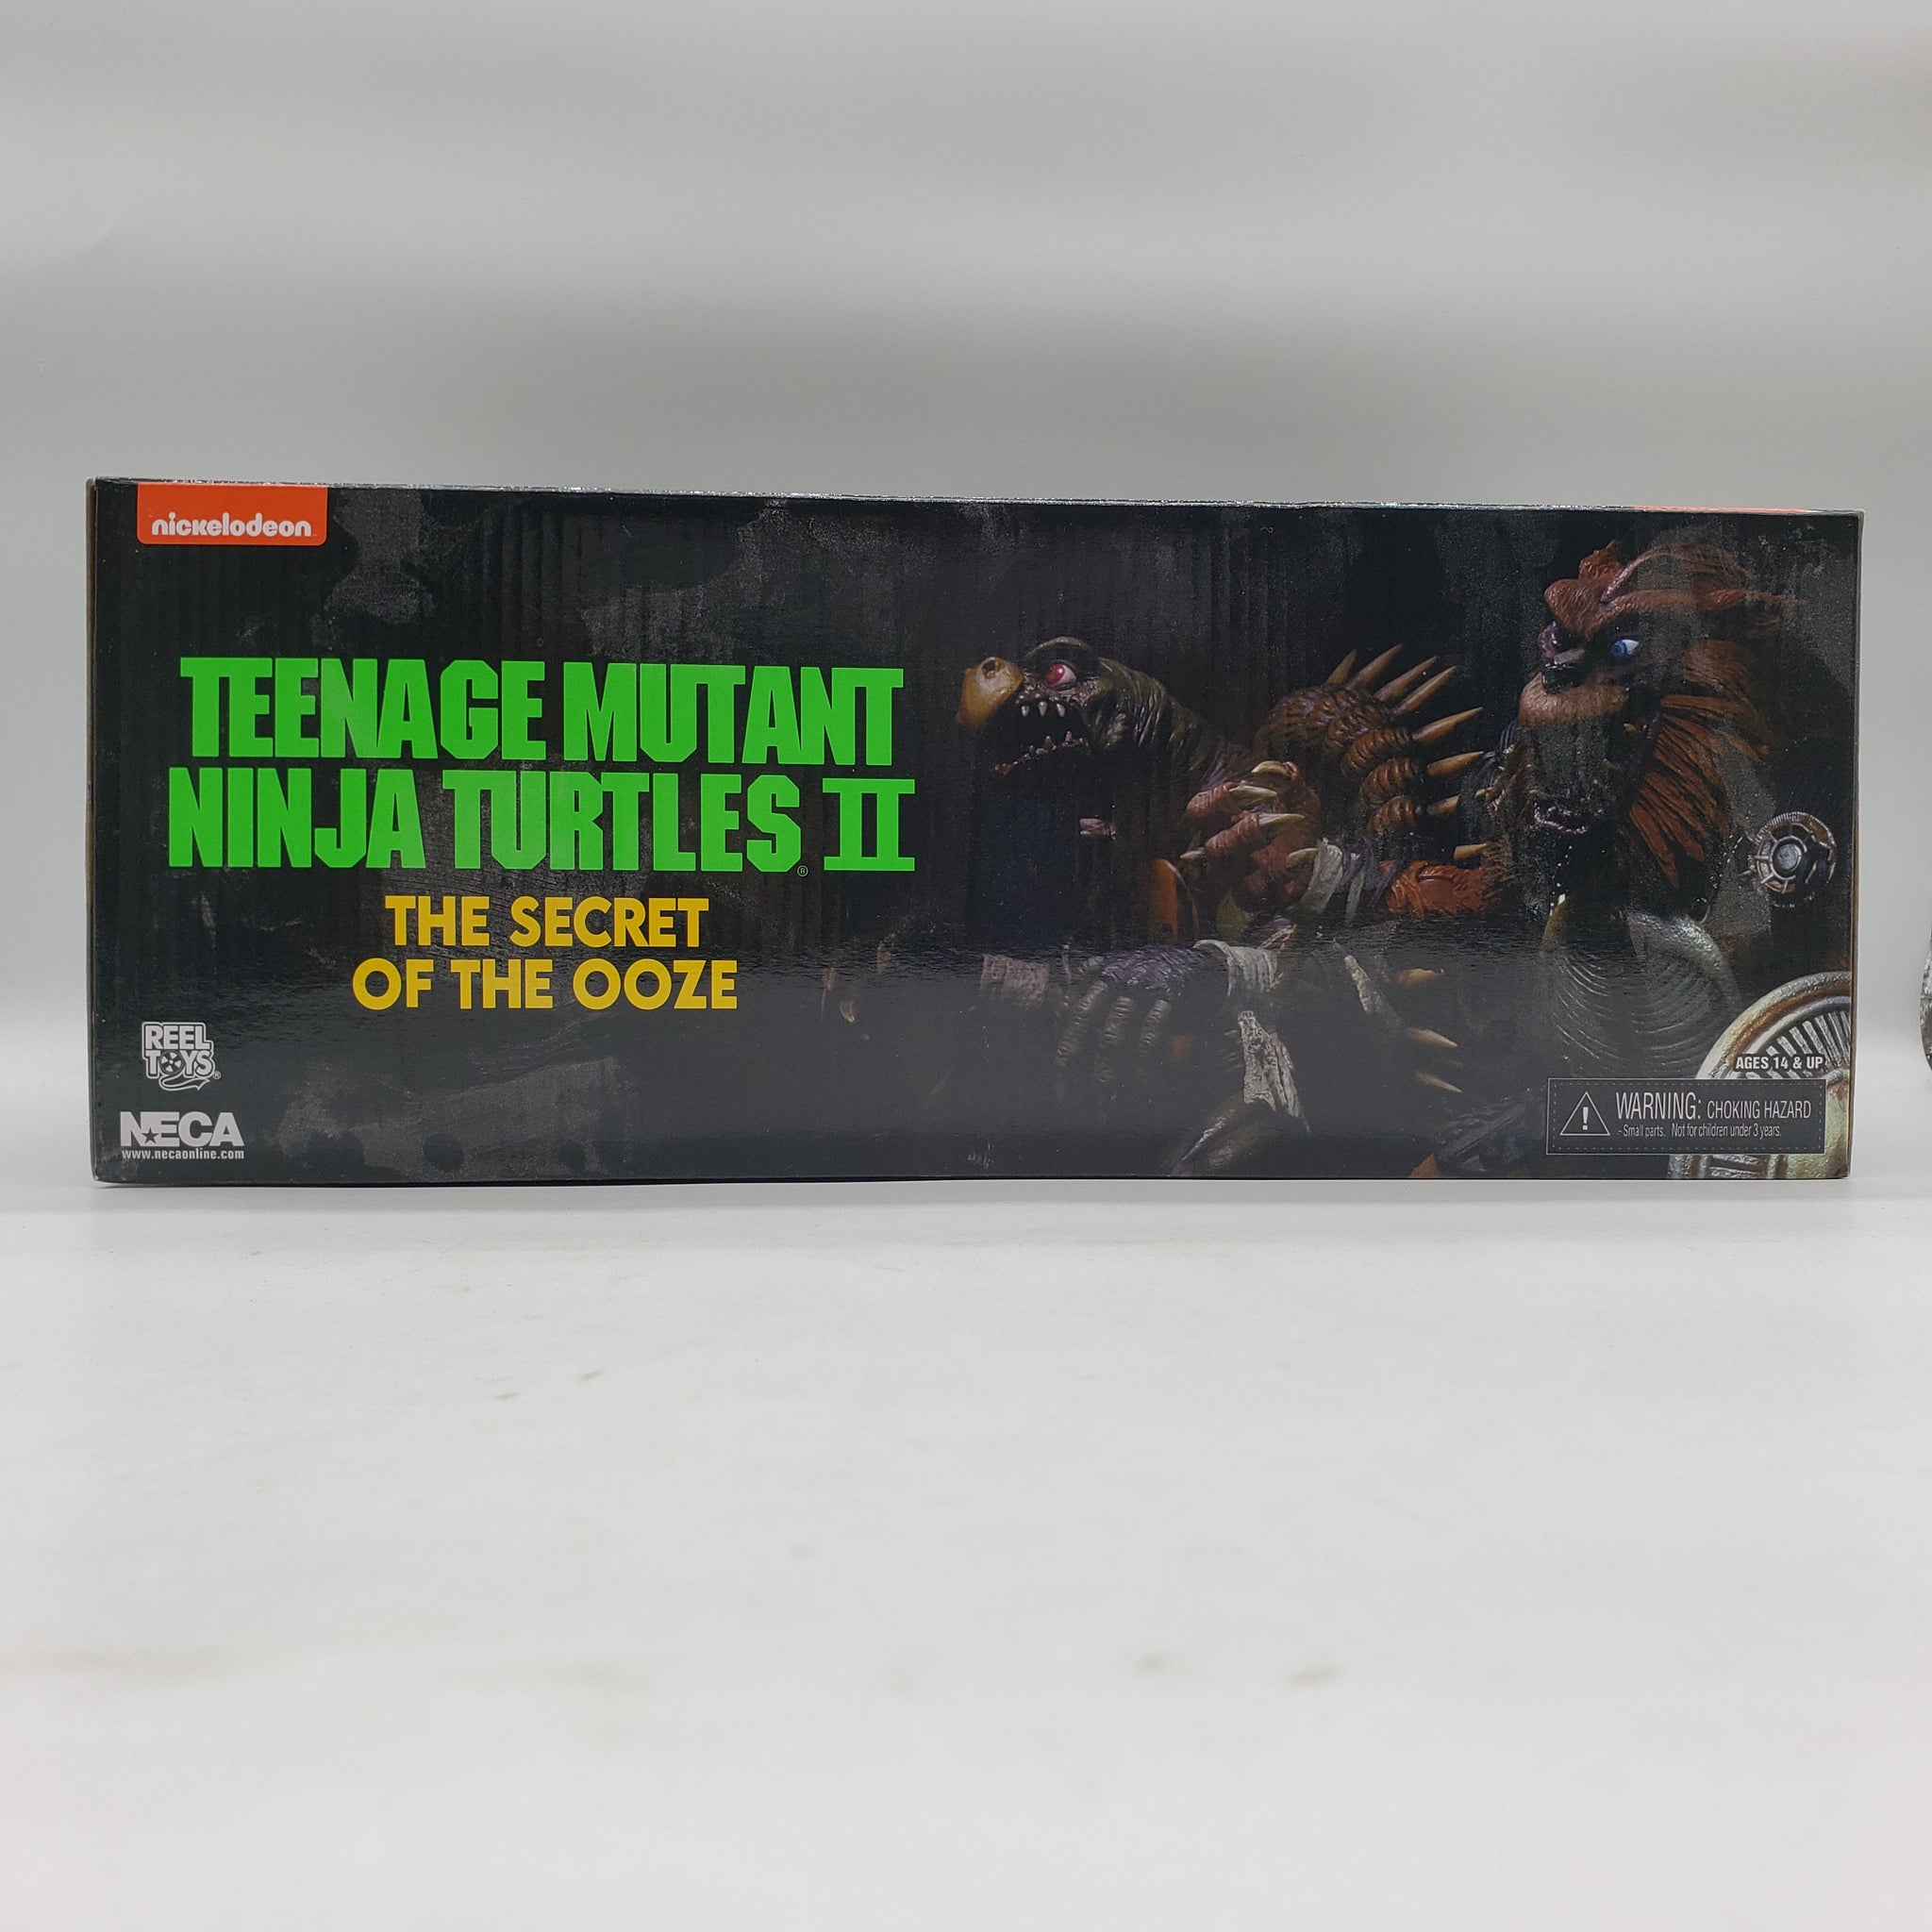 nickelodeon
TEENAGE MUTANT
NINJA TURTLES® II
THE SECRET
OF THE OOZE
REEL
TOYS®
NECA
www.necaonline.com
AGES 14 & UP
WARNING: CHOKING HAZARD
- Small parts. Not for children under 3 years.